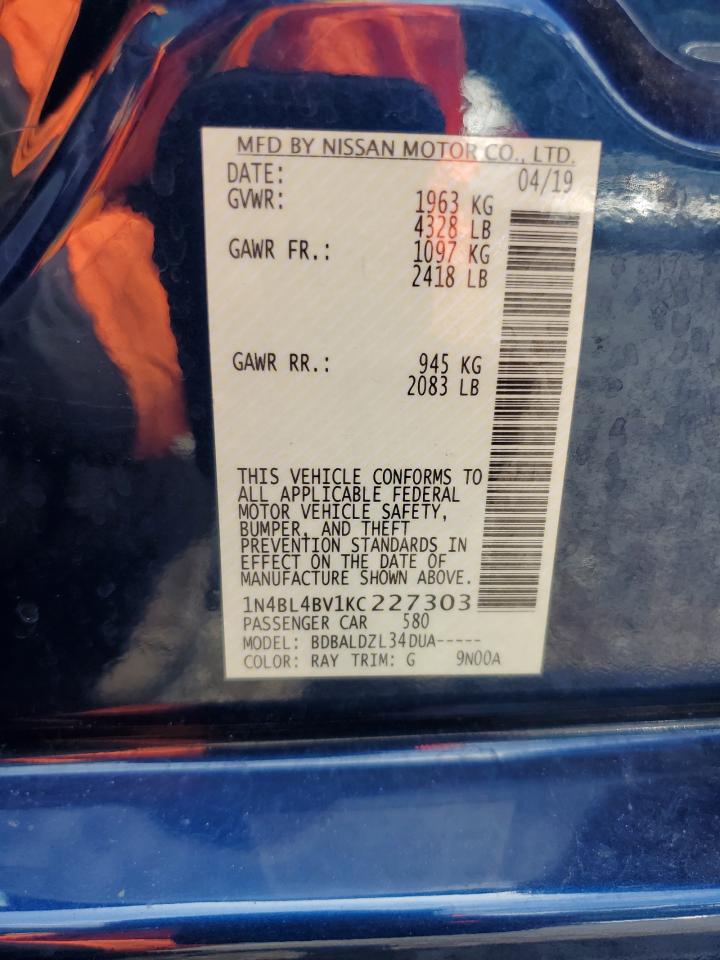 MFD BY NISSAN MOTOR CO., LTD.
DATE: 04/19
GVWR: 1963 KG
4328 LB
GAWR FR.: 1097 KG
2418 LB
GAWR RR.: 945 KG
2083 LB
THIS VEHICLE CONFORMS TO
ALL APPLICABLE FEDERAL
MOTOR VEHICLE SAFETY,
BUMPER, AND THEFT
PREVENTION STANDARDS IN
EFFECT ON THE DATE OF
MANUFACTURE SHOWN ABOVE.
1N4BL4BV1KC227303
PASSENGER CAR 580
MODEL: BDBALDZL34DUA-----
COLOR: RAY TRIM: G 9N00A